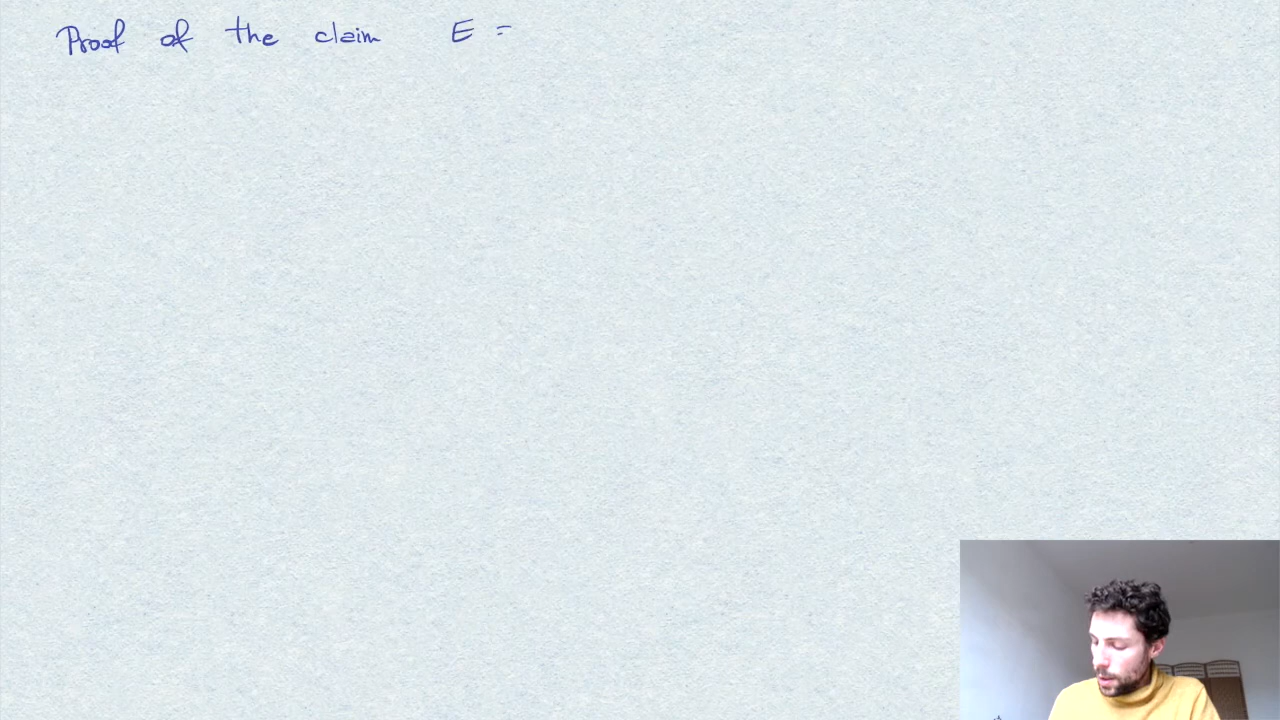 Proof of the claim E =